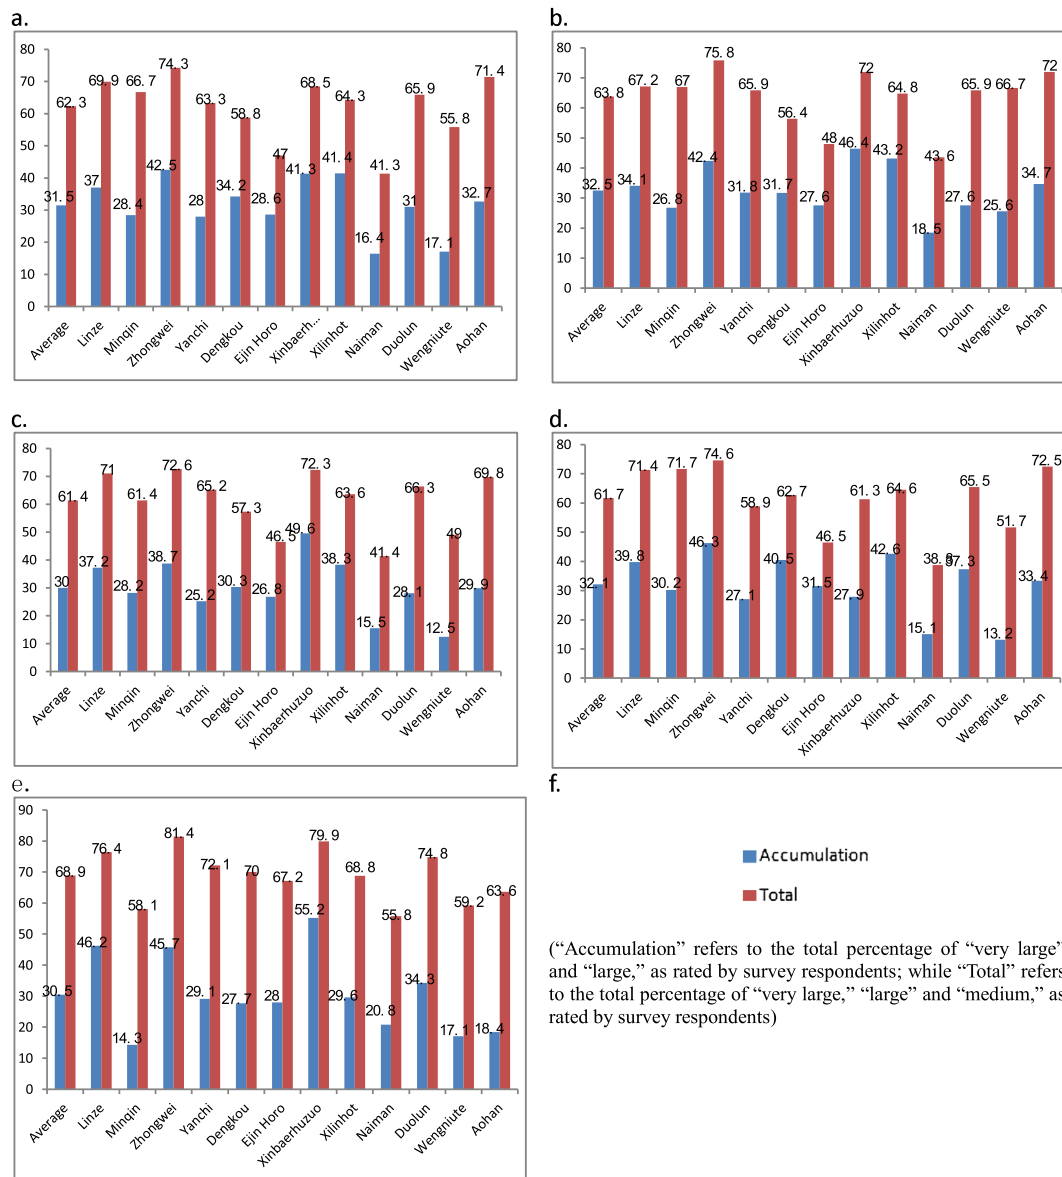 a.
80
70
60
50
40
30
20
10
0
62. 3
69. 9
66. 7
74. 3
63. 3
58. 8
47
68. 5
64. 3
41. 3
65. 9
55. 8
71. 4
31. 5
37
28. 4
42. 5
28
34. 2
28. 6
41. 3
41. 4
16. 4
31
17. 1
32. 7
Average
Linze
Minqin
Zhongwei
Yanchi
Dengkou
Ejin Horo
Xinbaerh...
Xilinhot
Naiman
Duolun
Wengniute
Aohan
b.
80
70
60
50
40
30
20
10
0
63. 8
67. 2
67
75. 8
65. 9
56. 4
48
72
64. 8
43. 6
65. 9
66. 7
72
32. 5
34. 1
26. 8
42. 4
31. 8
31. 7
27. 6
46. 4
43. 2
18. 5
27. 6
25. 6
34. 7
Average
Linze
Minqin
Zhongwei
Yanchi
Dengkou
Ejin Horo
Xinbaerhuzuo
Xilinhot
Naiman
Duolun
Wengniute
Aohan
c.
80
70
60
50
40
30
20
10
0
61. 4
71
61. 4
72. 6
65. 2
57. 3
46. 5
72. 3
63. 6
41. 4
66. 3
49
69. 8
30
37. 2
28. 2
38. 7
25. 2
30. 3
26. 8
49. 6
38. 3
15. 5
28. 1
12. 5
29. 9
Average
Linze
Minqin
Zhongwei
Yanchi
Dengkou
Ejin Horo
Xinbaerhuzuo
Xilinhot
Naiman
Duolun
Wengniute
Aohan
d.
80
70
60
50
40
30
20
10
0
61. 7
71. 4
71. 7
74. 6
58. 9
62. 7
46. 5
61. 3
64. 6
65. 5
51. 7
72. 5
32. 1
39. 8
30. 2
46. 3
27. 1
40. 5
31. 5
27. 9
42. 6
15. 1
37. 3
13. 2
33. 4
Average
Linze
Minqin
Zhongwei
Yanchi
Dengkou
Ejin Horo
Xinbaerhuzuo
Xilinhot
Naiman
Duolun
Wengniute
Aohan
e.
90
80
70
60
50
40
30
20
10
0
68. 9
76. 4
58. 1
81. 4
72. 1
70
67. 2
79. 9
68. 8
55. 8
74. 8
59. 2
63. 6
30. 5
46. 2
14. 3
45. 7
29. 1
27. 7
28
55. 2
29. 6
20. 8
34. 3
17. 1
18. 4
Average
Linze
Minqin
Zhongwei
Yanchi
Dengkou
Ejin Horo
Xinbaerhuzuo
Xilinhot
Naiman
Duolun
Wengniute
Aohan
f.
Accumulation
Total
(“Accumulation” refers to the total percentage of “very large”
and “large,” as rated by survey respondents; while “Total” refers
to the total percentage of “very large,” “large” and “medium,” as
rated by survey respondents)